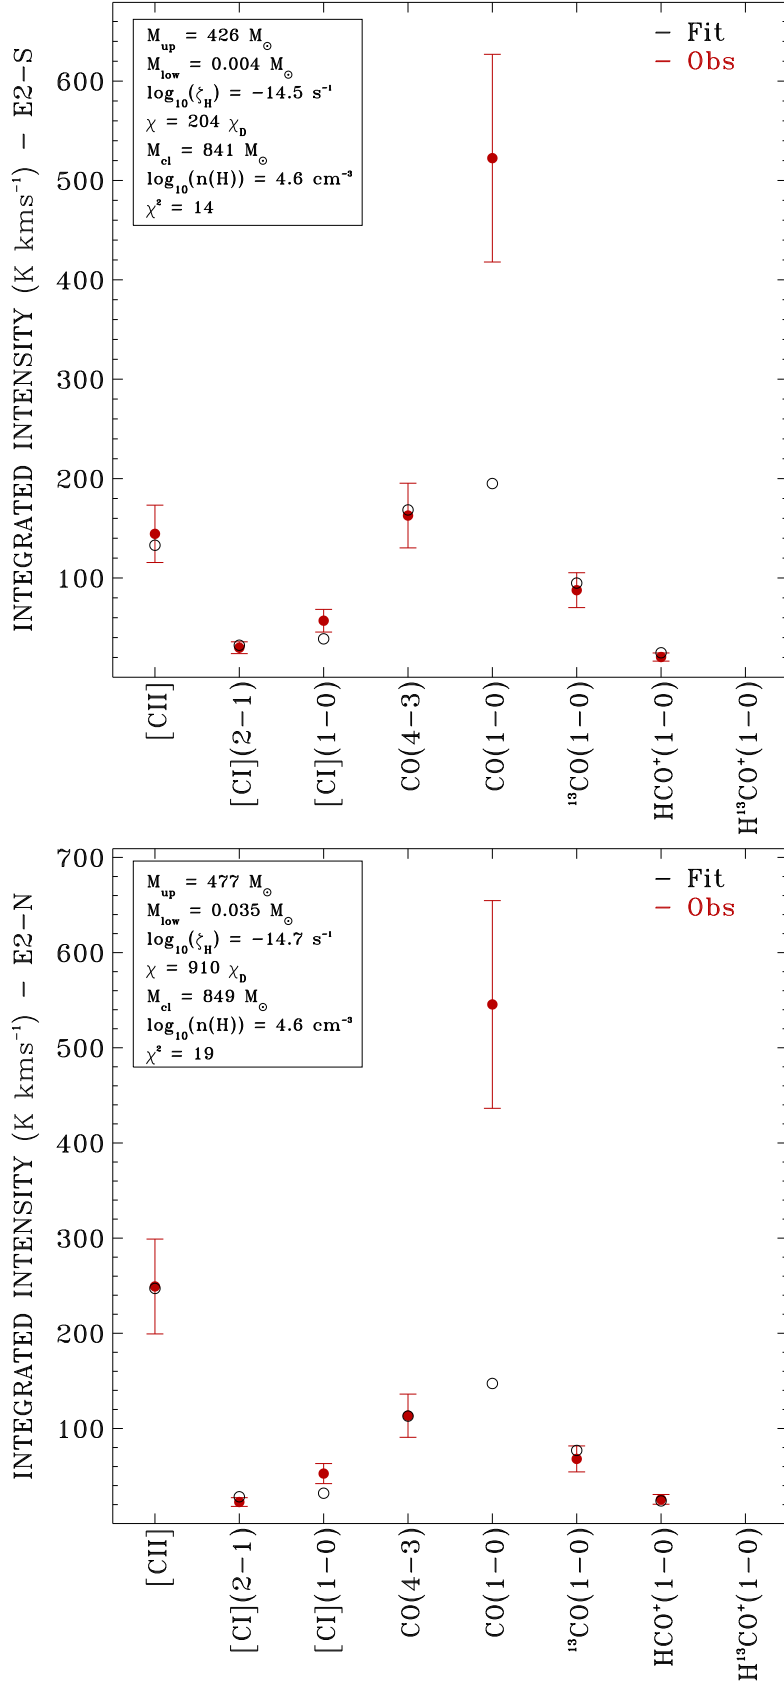 INTEGRATED INTENSITY (K kms⁻¹) − E2−S
M_up = 426 M_⊙
M_low = 0.004 M_⊙
log₁₀(ζ_H) = −14.5 s⁻¹
χ = 204 χ_D
M_cl = 841 M_⊙
log₁₀(n(H)) = 4.6 cm⁻³
χ² = 14
− Fit
− Obs
600
500
400
300
200
100
[CII]
[CI](2−1)
[CI](1−0)
CO(4−3)
CO(1−0)
¹³CO(1−0)
HCO⁺(1−0)
H¹³CO⁺(1−0)
INTEGRATED INTENSITY (K kms⁻¹) − E2−N
M_up = 477 M_⊙
M_low = 0.035 M_⊙
log₁₀(ζ_H) = −14.7 s⁻¹
χ = 910 χ_D
M_cl = 849 M_⊙
log₁₀(n(H)) = 4.6 cm⁻³
χ² = 19
− Fit
− Obs
700
600
500
400
300
200
100
[CII]
[CI](2−1)
[CI](1−0)
CO(4−3)
CO(1−0)
¹³CO(1−0)
HCO⁺(1−0)
H¹³CO⁺(1−0)